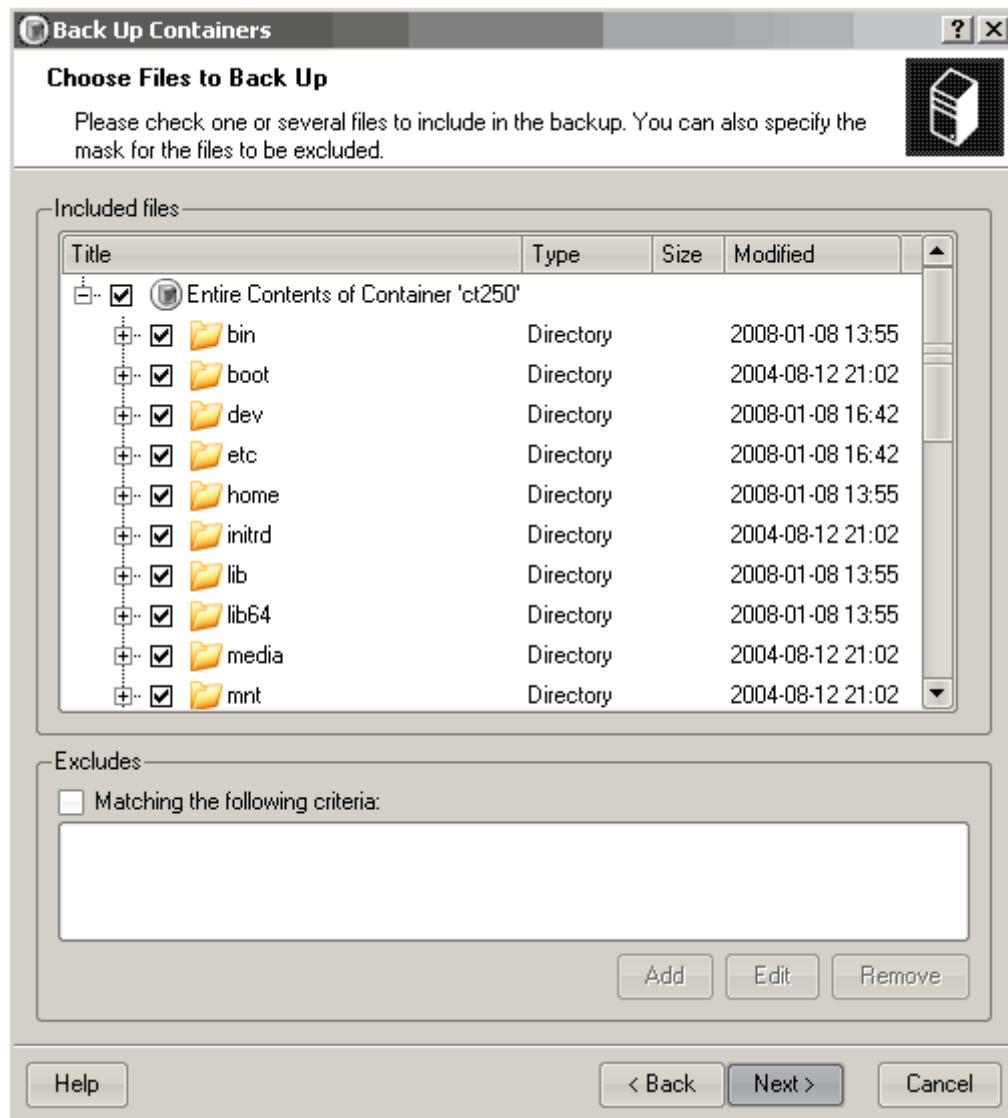 Back Up Containers
Choose Files to Back Up
Please check one or several files to include in the backup. You can also specify the
mask for the files to be excluded.
Included files
Title Type Size Modified
Entire Contents of Container 'ct250'
bin Directory 2008-01-08 13:55
boot Directory 2004-08-12 21:02
dev Directory 2008-01-08 16:42
etc Directory 2008-01-08 16:42
home Directory 2008-01-08 13:55
initrd Directory 2004-08-12 21:02
lib Directory 2008-01-08 13:55
lib64 Directory 2008-01-08 13:55
media Directory 2004-08-12 21:02
mnt Directory 2004-08-12 21:02
Excludes
Matching the following criteria:
Add Edit Remove
Help < Back Next > Cancel